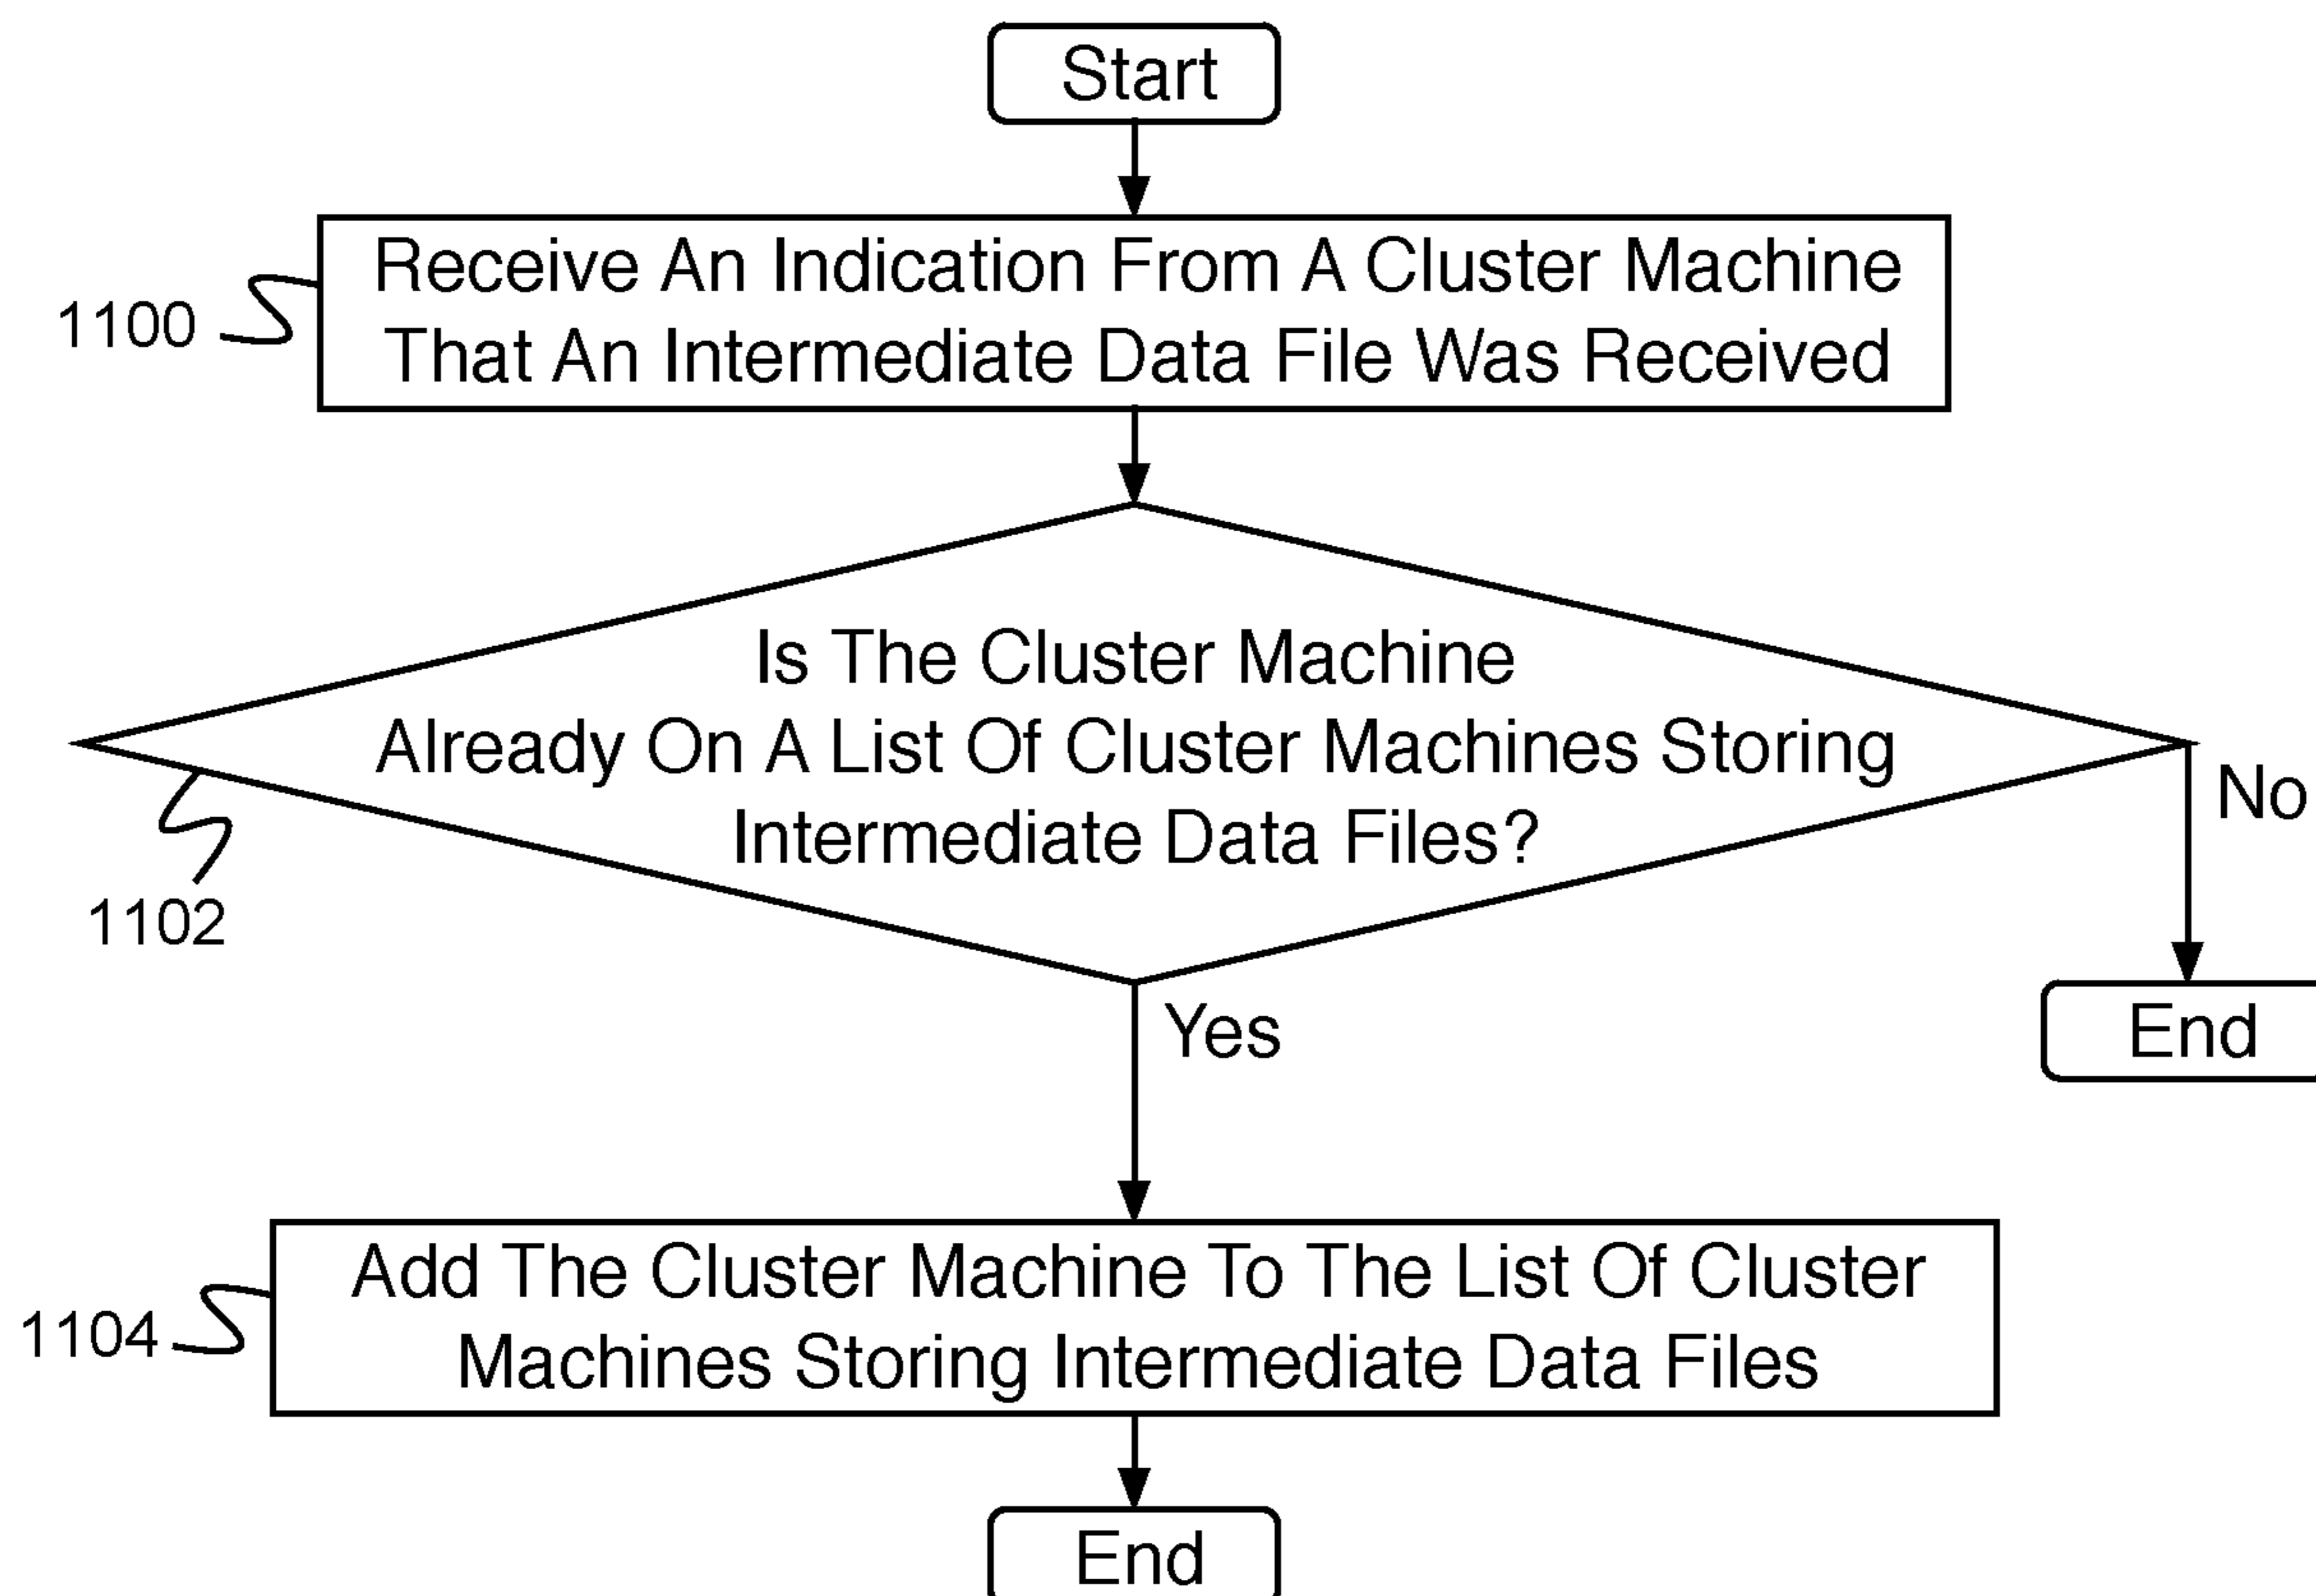 Start
Receive An Indication From A Cluster Machine
That An Intermediate Data File Was Received
1100
Is The Cluster Machine
Already On A List Of Cluster Machines Storing
Intermediate Data Files?
No
1102
Yes
End
Add The Cluster Machine To The List Of Cluster
Machines Storing Intermediate Data Files
1104
End